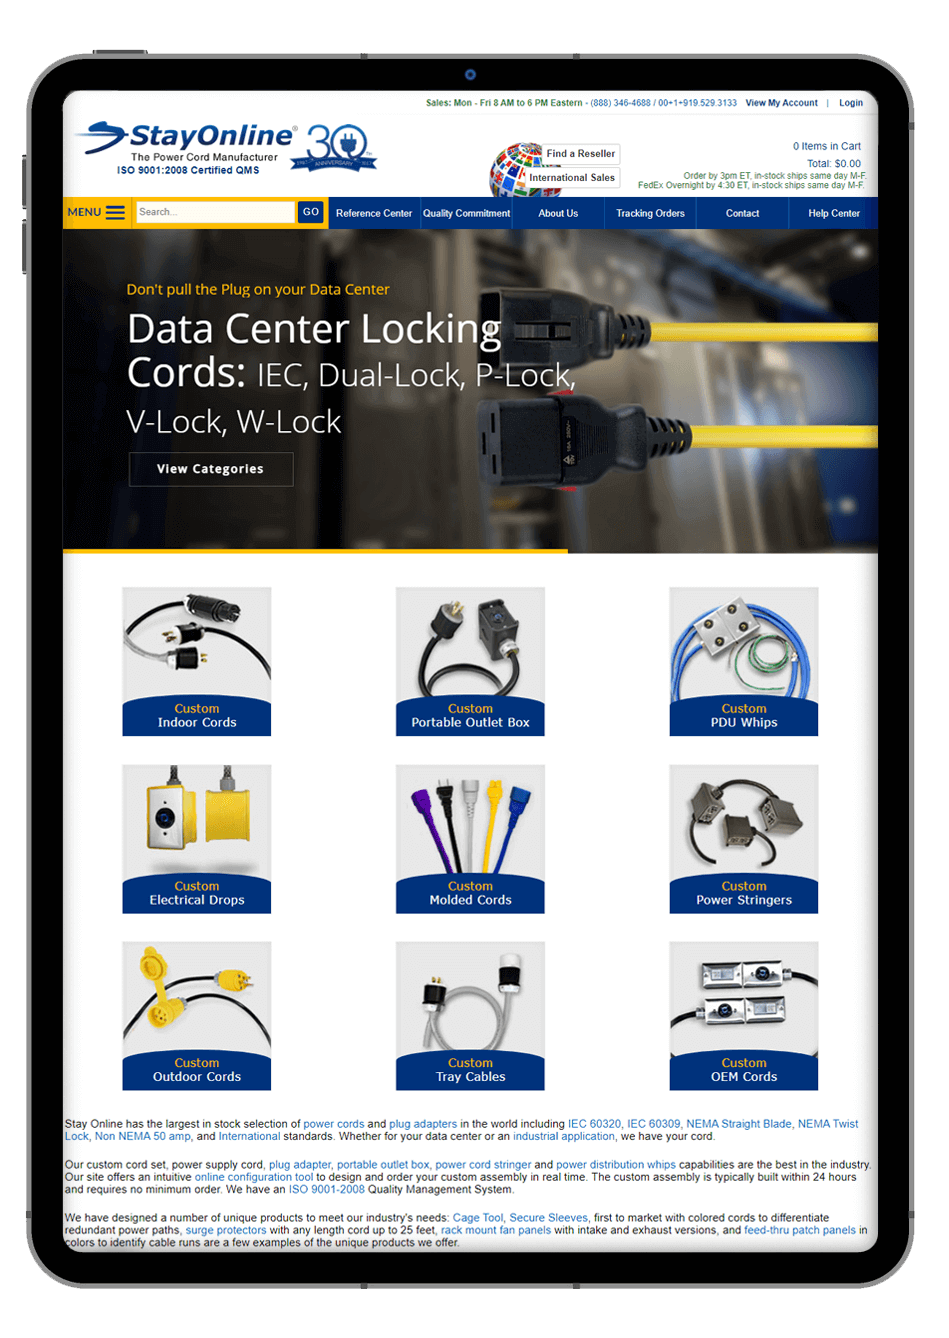 Sales: Mon - Fri 8 AM to 6 PM Eastern - (888) 346-4688 / 00+1+919.529.3133 View My Account | Login
StayOnline®
30
The Power Cord Manufacturer
ISO 9001:2008 Certified QMS
ANNIVERSARY
Find a Reseller
International Sales
0 Items in Cart
Total: $0.00
Order by 3pm ET, in-stock ships same day M-F.
FedEx Overnight by 4:30 ET, in-stock ships same day M-F.
MENU Search... GO Reference Center Quality Commitment About Us Tracking Orders Contact Help Center
Don't pull the Plug on your Data Center
Data Center Locking
Cords: IEC, Dual-Lock, P-Lock,
V-Lock, W-Lock
View Categories
Custom
Indoor Cords
Custom
Portable Outlet Box
Custom
PDU Whips
Custom
Electrical Drops
Custom
Molded Cords
Custom
Power Stringers
Custom
Outdoor Cords
Custom
Tray Cables
Custom
OEM Cords
Stay Online has the largest in stock selection of power cords and plug adapters in the world including IEC 60320, IEC 60309, NEMA Straight Blade, NEMA Twist
Lock, Non NEMA 50 amp, and International standards. Whether for your data center or an industrial application, we have your cord.
Our custom cord set, power supply cord, plug adapter, portable outlet box, power cord stringer and power distribution whips capabilities are the best in the industry.
Our site offers an intuitive online configuration tool to design and order your custom assembly in real time. The custom assembly is typically built within 24 hours
and requires no minimum order. We have an ISO 9001-2008 Quality Management System.
We have designed a number of unique products to meet our industry's needs: Cage Tool, Secure Sleeves, first to market with colored cords to differentiate
redundant power paths, surge protectors with any length cord up to 25 feet, rack mount fan panels with intake and exhaust versions, and feed-thru patch panels in
colors to identify cable runs are a few examples of the unique products we offer.